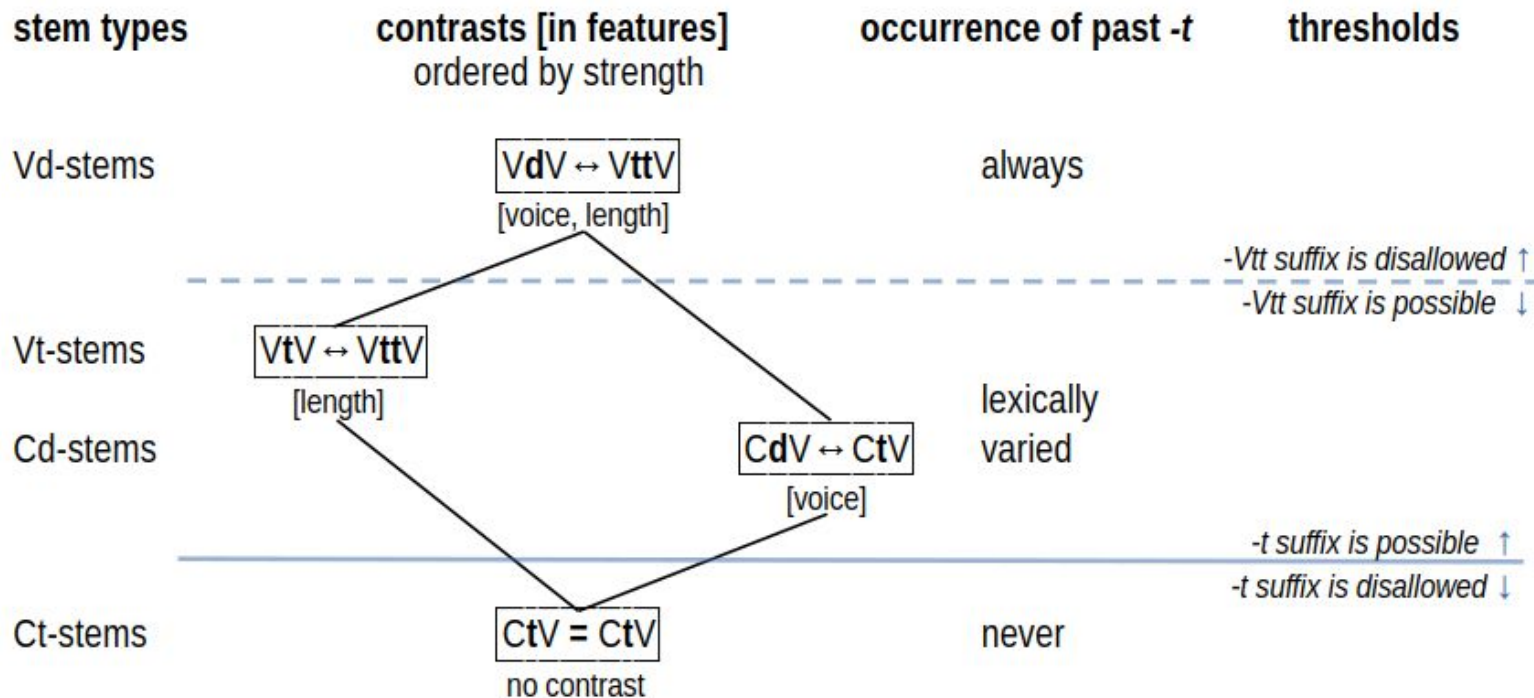 stem types contrasts [in features] occurrence of past -t thresholds
ordered by strength
Vd-stems VdV ↔ VttV always
[voice, length]
-Vtt suffix is disallowed ↑
-Vtt suffix is possible ↓
Vt-stems VtV ↔ VttV
[length] lexically
Cd-stems CdV ↔ CtV varied
[voice]
-t suffix is possible ↑
-t suffix is disallowed ↓
Ct-stems CtV = CtV never
no contrast